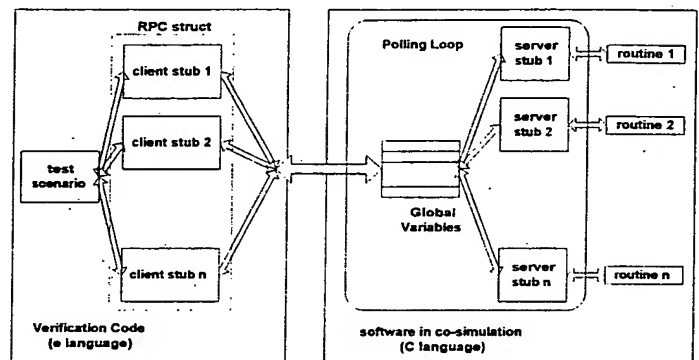 RPC struct
client stub 1
client stub 2
test
scenario
client stub n
Verification Code
(e language)
Polling Loop
server
stub 1
routine 1
server
stub 2
routine 2
Global
Variables
server
stub n
routine n
software in co-simulation
(C language)